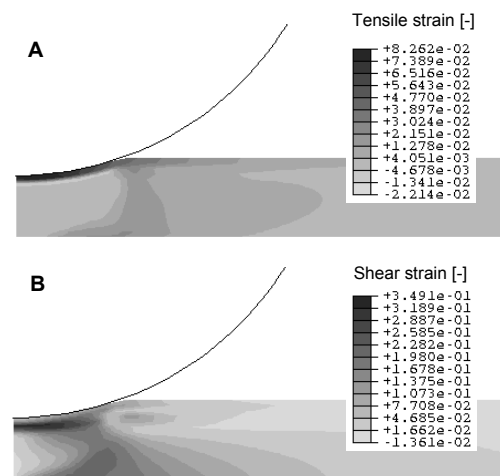 Tensile strain [-]
A
+8.262e-02
+7.389e-02
+6.516e-02
+5.643e-02
+4.770e-02
+3.897e-02
+3.024e-02
+2.151e-02
+1.278e-02
+4.051e-03
-4.678e-03
-1.341e-02
-2.214e-02
Shear strain [-]
B
+3.491e-01
+3.189e-01
+2.887e-01
+2.585e-01
+2.282e-01
+1.980e-01
+1.678e-01
+1.375e-01
+1.073e-01
+7.708e-02
+4.685e-02
+1.662e-02
-1.361e-02